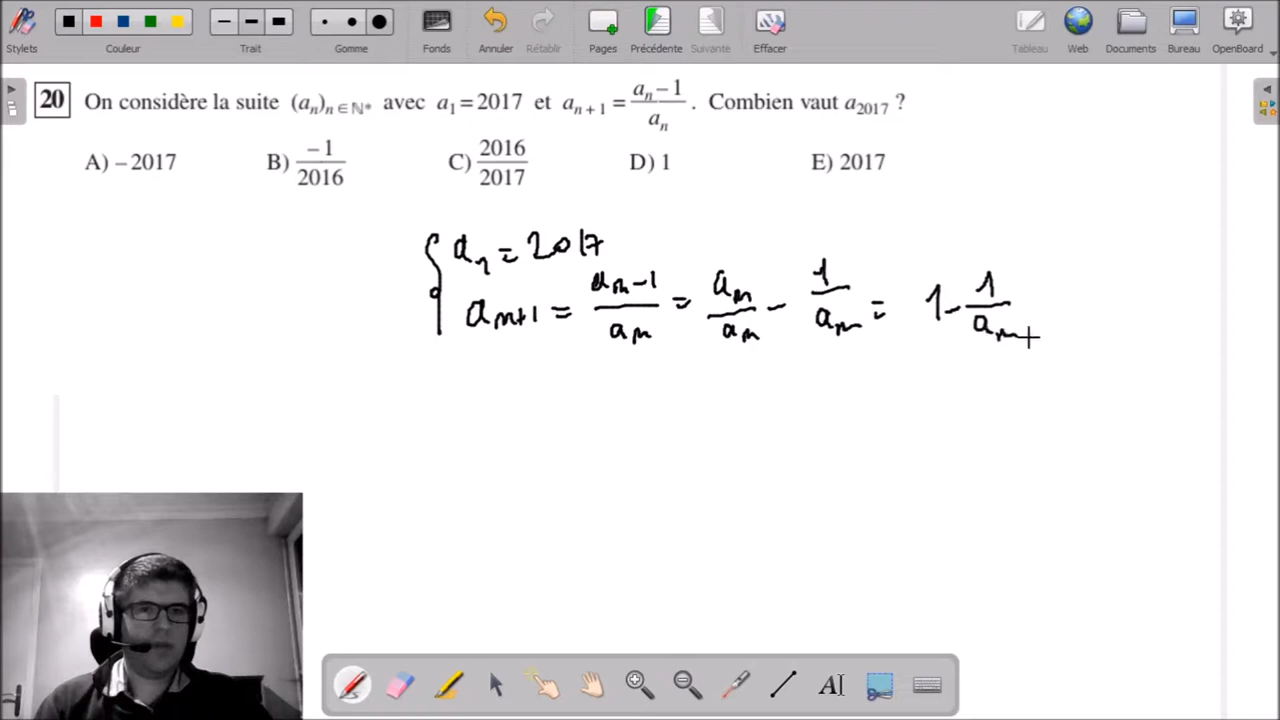 Stylets Couleur Trait Gomme Fonds Annuler Rétablir Pages Précédente Suivante Effacer Tableau Web Documents Bureau OpenBoard
20 On considère la suite (aₙ)ₙ∈ℕ* avec a₁ = 2017 et aₙ₊₁ = (aₙ − 1)/aₙ . Combien vaut a₂₀₁₇ ?
A) − 2017 B) −1/2016 C) 2016/2017 D) 1 E) 2017
a₁ = 2017
aₙ₊₁ = (aₙ − 1)/aₙ = aₙ/aₙ − 1/aₙ = 1 − 1/aₙ
AI